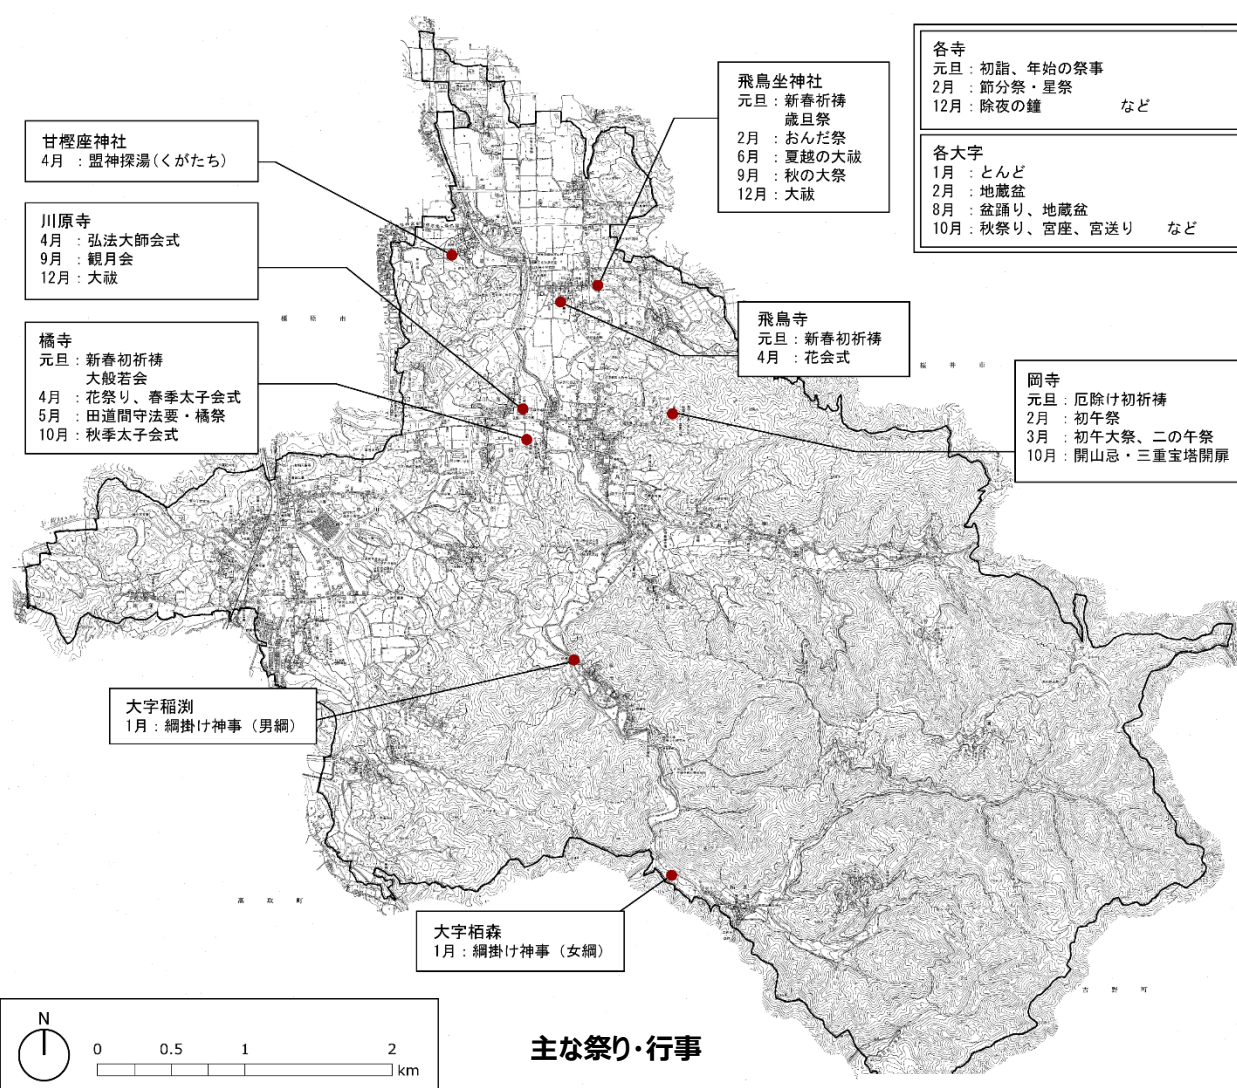 各寺
元旦：初詣、年始の祭事
2月 ：節分祭・星祭
12月：除夜の鐘 など
各大字
1月 ：とんど
2月 ：地蔵盆
8月 ：盆踊り、地蔵盆
10月：秋祭り、宮座、宮送り など
飛鳥坐神社
元旦：新春祈祷
歳旦祭
2月 ：おんだ祭
6月 ：夏越の大祓
9月 ：秋の大祭
12月：大祓
甘樫座神社
4月 ：盟神探湯(くがたち)
川原寺
4月 ：弘法大師会式
9月 ：観月会
12月：大祓
橘寺
元旦：新春初祈祷
大般若会
4月 ：花祭り、春季太子会式
5月 ：田道間守法要・橘祭
10月：秋季太子会式
飛鳥寺
元旦：新春初祈祷
4月 ：花会式
岡寺
元旦：厄除け初祈祷
2月 ：初午祭
3月 ：初午大祭、二の午祭
10月：開山忌・三重宝塔開扉
橿原市
桜井市
大字稲渕
1月：綱掛け神事（男綱）
大字栢森
1月：綱掛け神事（女綱）
高取町
吉野町
N
0 0.5 1 2
km
主な祭り・行事